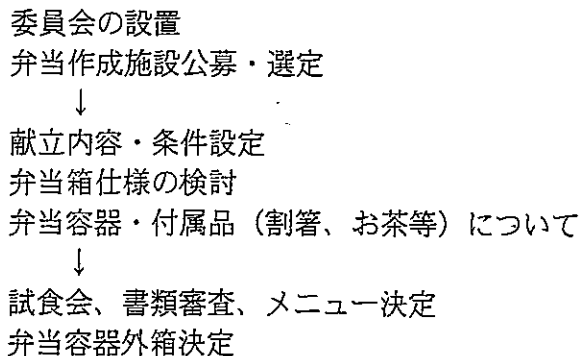 委員会の設置
弁当作成施設公募・選定
↓
献立内容・条件設定
弁当箱仕様の検討
弁当容器・付属品（割箸、お茶等）について
↓
試食会、書類審査、メニュー決定
弁当容器外箱決定